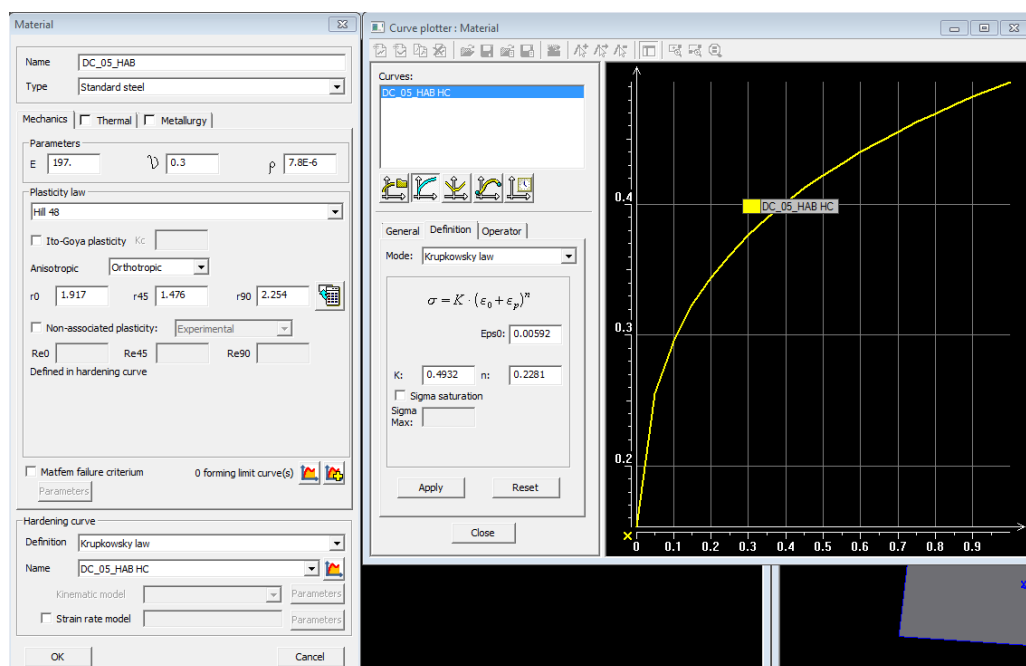 Material
Name DC_05_HAB
Type Standard steel
Mechanics Thermal Metallurgy
Parameters
E 197. ν 0.3 ρ 7.8E-6
Plasticity law
Hill 48
Ito-Goya plasticity Kc
Anisotropic Orthotropic
r0 1.917 r45 1.476 r90 2.254
Non-associated plasticity: Experimental
Re0 Re45 Re90
Defined in hardening curve
Matfem failure criterium 0 forming limit curve(s)
Parameters
Hardening curve
Definition Krupkowsky law
Name DC_05_HAB HC
Kinematic model Parameters
Strain rate model Parameters
OK Cancel
Curve plotter : Material
Curves:
DC_05_HAB HC
General Definition Operator
Mode: Krupkowsky law
σ = K · (ε₀ + εₚ)ⁿ
Eps0: 0.00592
K: 0.4932 n: 0.2281
Sigma saturation
Sigma
Max:
Apply Reset
Close
0.4
DC_05_HAB HC
0.3
0.2
0 0.1 0.2 0.3 0.4 0.5 0.6 0.7 0.8 0.9